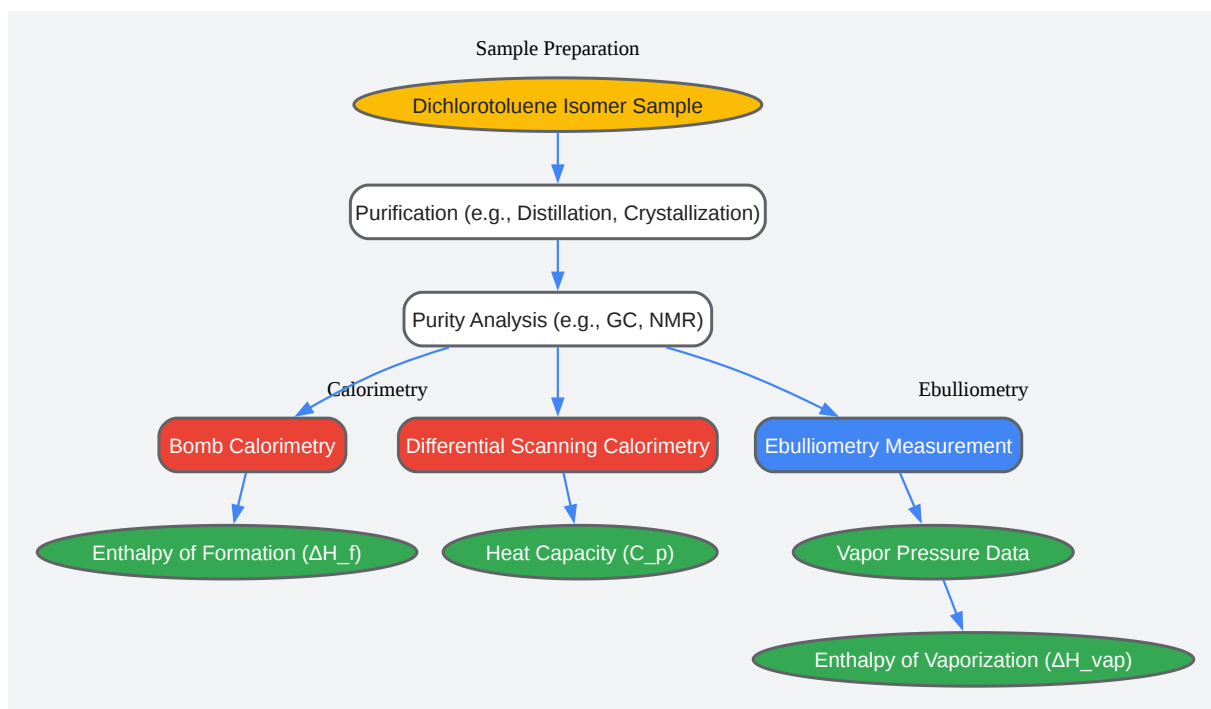 Sample Preparation
Dichlorotoluene Isomer Sample
Purification (e.g., Distillation, Crystallization)
Purity Analysis (e.g., GC, NMR)
Calorimetry
Ebulliometry
Bomb Calorimetry
Differential Scanning Calorimetry
Ebulliometry Measurement
Enthalpy of Formation (ΔH_f)
Heat Capacity (C_p)
Vapor Pressure Data
Enthalpy of Vaporization (ΔH_vap)